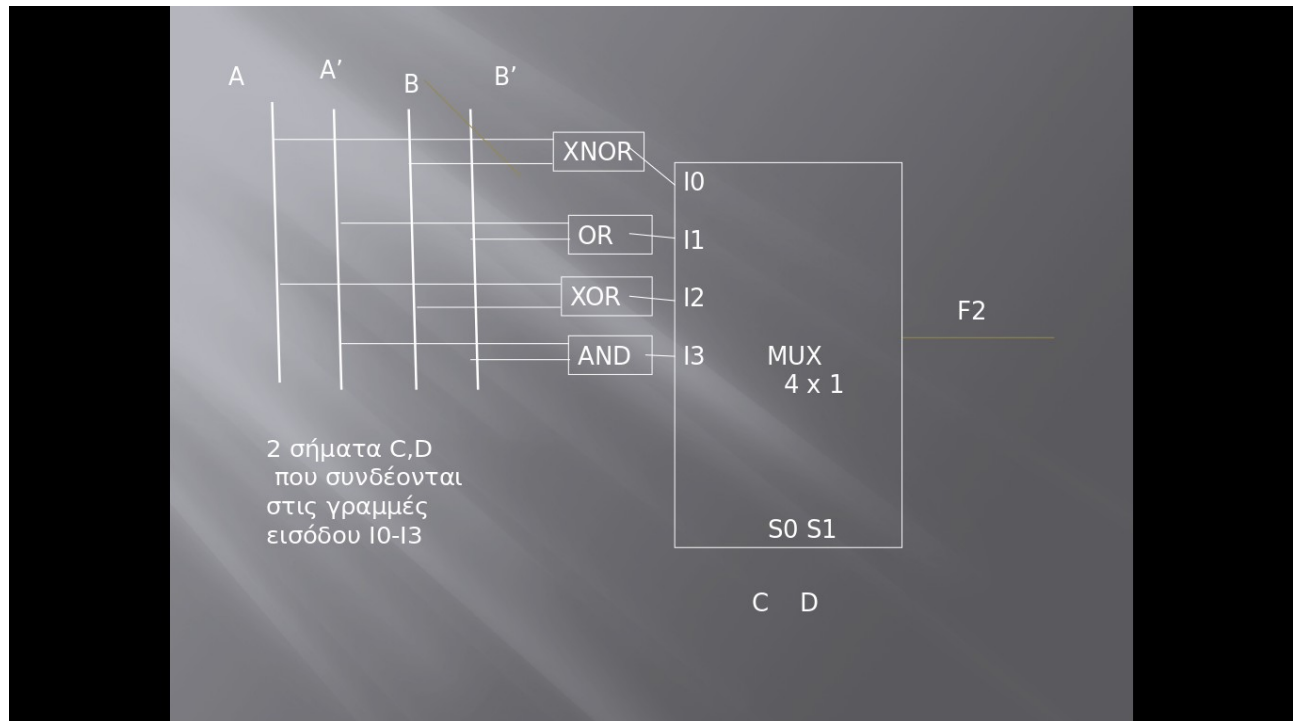 A A’ B B’
XNOR
I0
OR I1
XOR I2
F2
AND I3 MUX
4 x 1
2 σήματα C,D
που συνδέονται
στις γραμμές
εισόδου I0-I3
S0 S1
C D